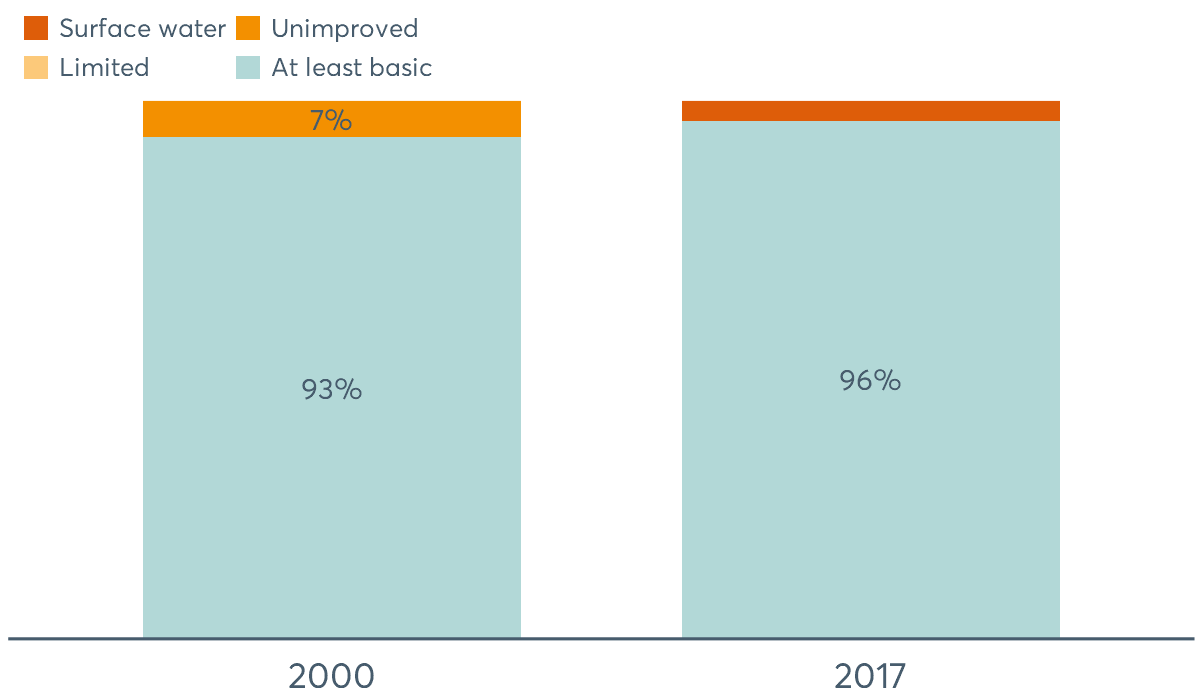 Surface water Unimproved
Limited At least basic
7%
93%
96%
2000 2017